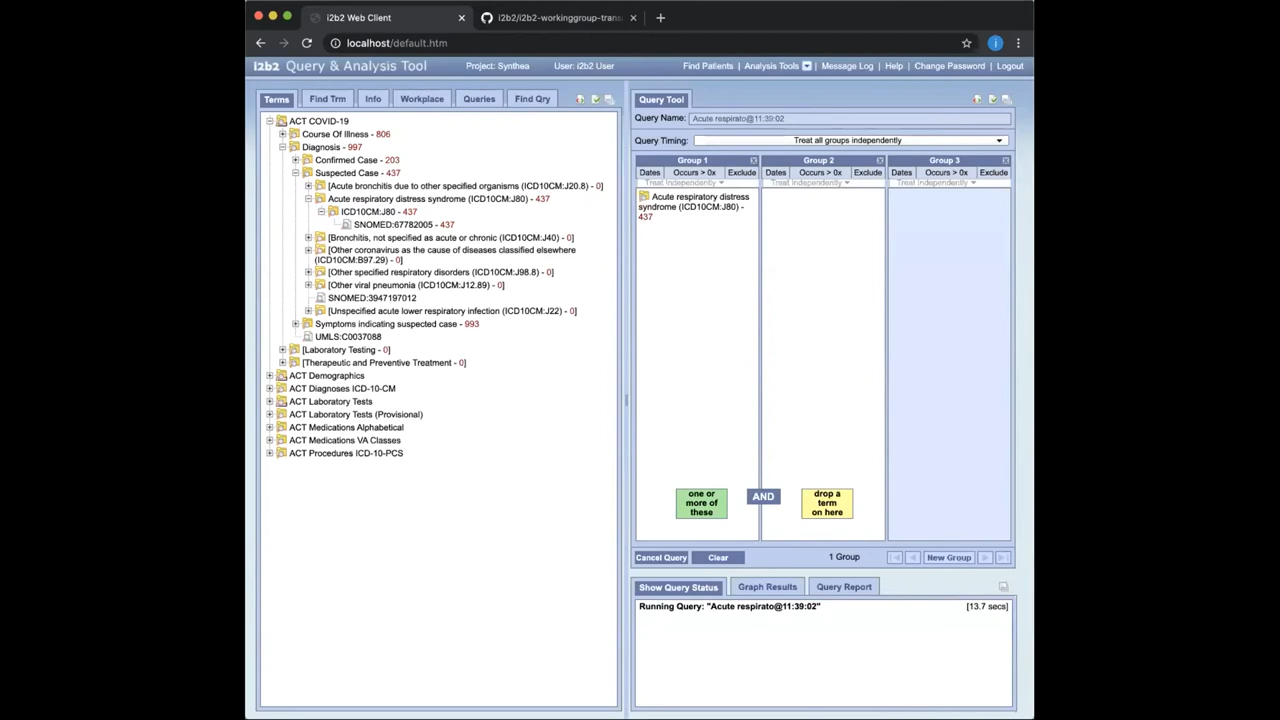 i2b2 Web Client
i2b2/i2b2-workinggroup-trans
localhost/default.htm
i2b2 Query & Analysis Tool
Project: Synthea
User: i2b2 User
Find Patients | Analysis Tools | Message Log | Help | Change Password | Logout
Terms
Find Trm
Info
Workplace
Queries
Find Qry
ACT COVID-19
Course Of Illness - 806
Diagnosis - 997
Confirmed Case - 203
Suspected Case - 437
[Acute bronchitis due to other specified organisms (ICD10CM:J20.8) - 0]
Acute respiratory distress syndrome (ICD10CM:J80) - 437
ICD10CM:J80 - 437
SNOMED:67782005 - 437
[Bronchitis, not specified as acute or chronic (ICD10CM:J40) - 0]
[Other coronavirus as the cause of diseases classified elsewhere
(ICD10CM:B97.29) - 0]
[Other specified respiratory disorders (ICD10CM:J98.8) - 0]
[Other viral pneumonia (ICD10CM:J12.89) - 0]
SNOMED:3947197012
[Unspecified acute lower respiratory infection (ICD10CM:J22) - 0]
Symptoms indicating suspected case - 993
UMLS:C0037088
[Laboratory Testing - 0]
[Therapeutic and Preventive Treatment - 0]
ACT Demographics
ACT Diagnoses ICD-10-CM
ACT Laboratory Tests
ACT Laboratory Tests (Provisional)
ACT Medications Alphabetical
ACT Medications VA Classes
ACT Procedures ICD-10-PCS
Query Tool
Query Name: Acute respirato@11:39:02
Query Timing: Treat all groups independently
Group 1
Group 2
Group 3
Dates Occurs > 0x Exclude
Dates Occurs > 0x Exclude
Dates Occurs > 0x Exclude
Treat Independently
Treat Independently
Treat Independently
Acute respiratory distress
syndrome (ICD10CM:J80) -
437
one or
more of
these
AND
drop a
term
on here
Cancel Query
Clear
1 Group
New Group
Show Query Status
Graph Results
Query Report
Running Query: "Acute respirato@11:39:02"
[13.7 secs]